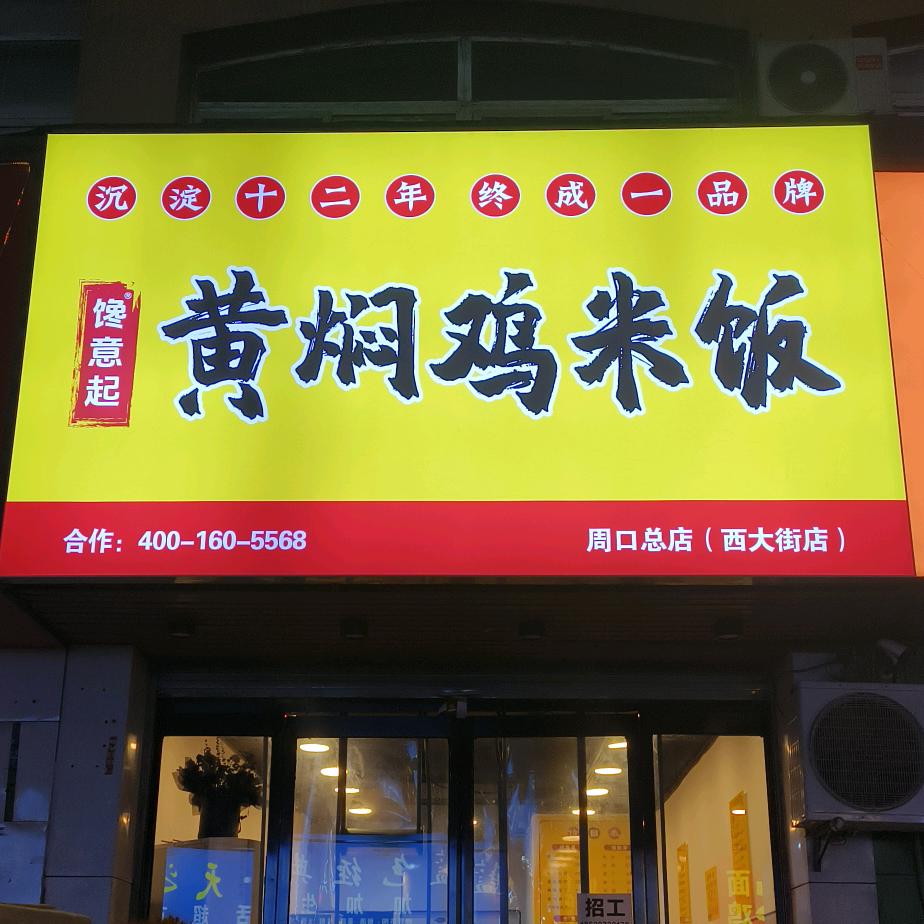 沉淀十二年 终成一品牌
馋意起®
黄焖鸡米饭
合作：400-160-5568
周口总店（西大街店）
招工